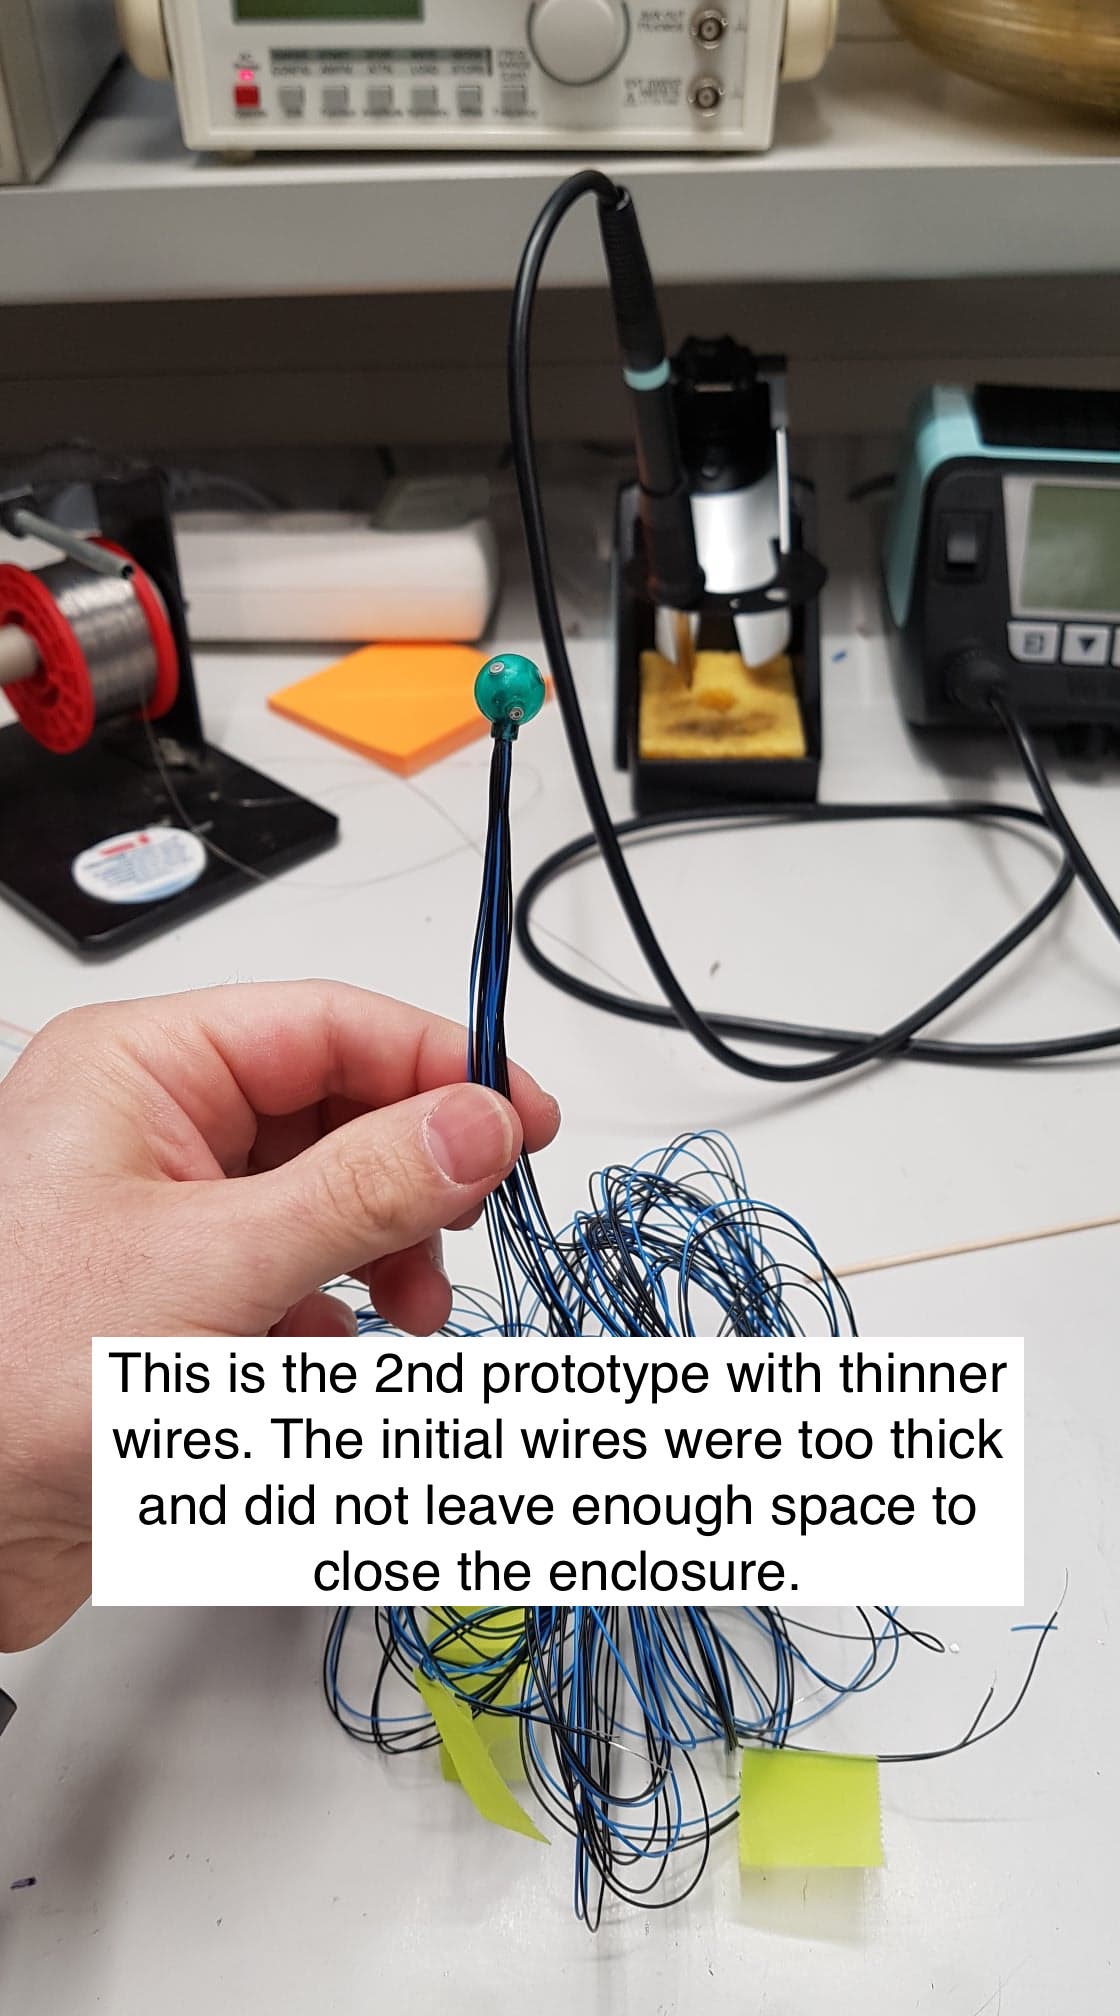 This is the 2nd prototype with thinner
wires. The initial wires were too thick
and did not leave enough space to
close the enclosure.